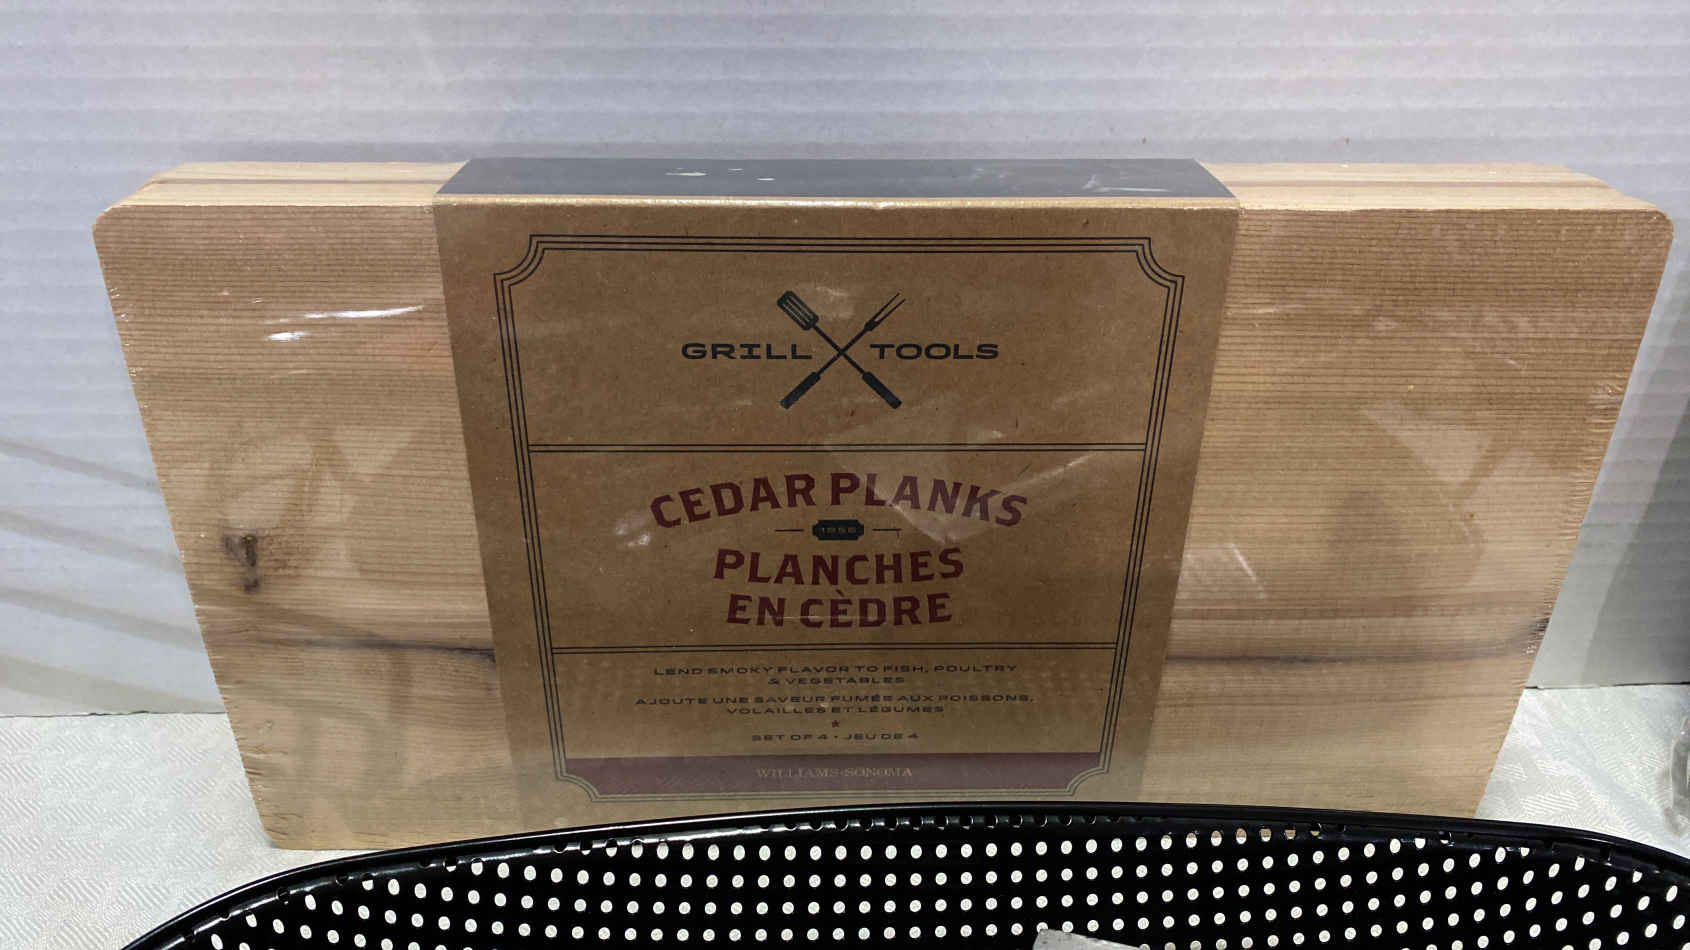 GRILL TOOLS
CEDAR PLANKS
1956
PLANCHES
EN CÈDRE
LEND SMOKY FLAVOR TO FISH, POULTRY
& VEGETABLES
AJOUTE UNE SAVEUR FUMÉE AUX POISSONS,
VOLAILLES ET LÉGUMES
SET OF 4 • JEU DE 4
WILLIAMS-SONOMA